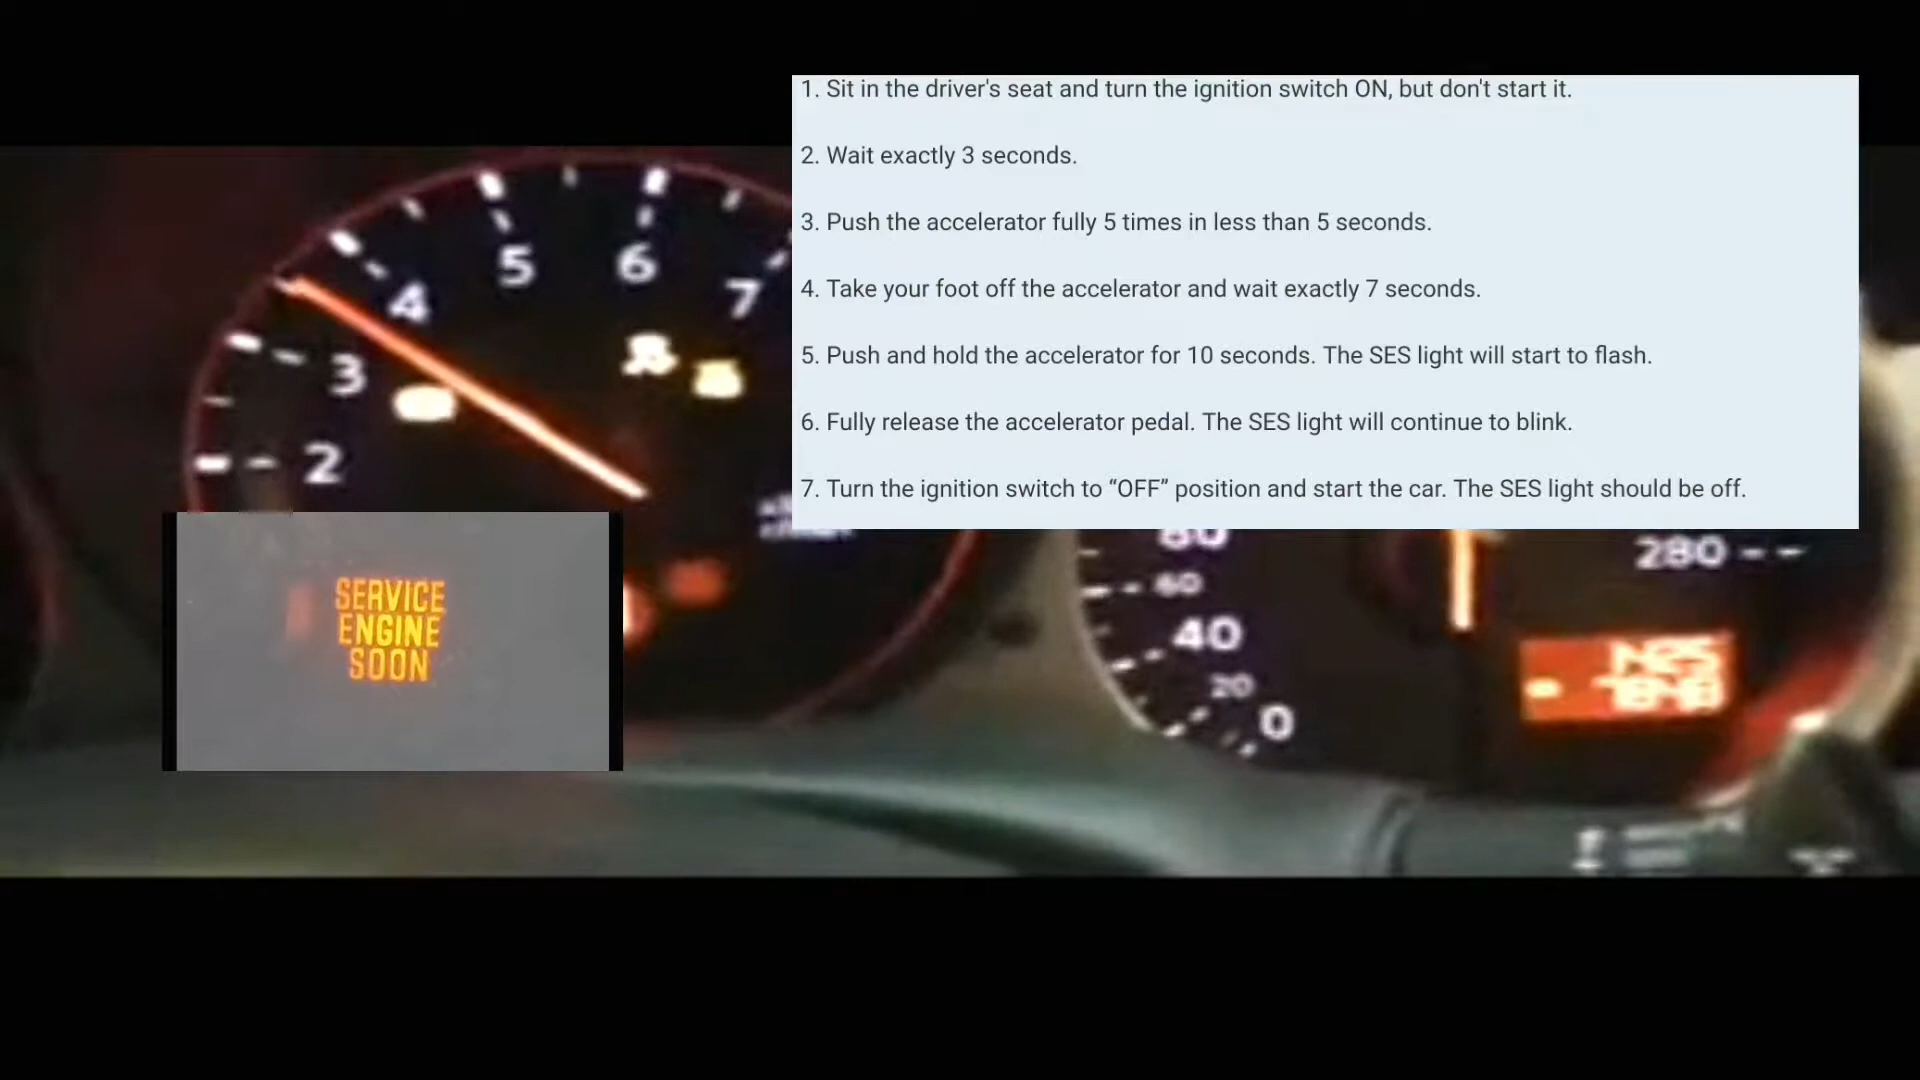 1. Sit in the driver's seat and turn the ignition switch ON, but don't start it.
2. Wait exactly 3 seconds.
3. Push the accelerator fully 5 times in less than 5 seconds.
4. Take your foot off the accelerator and wait exactly 7 seconds.
5. Push and hold the accelerator for 10 seconds. The SES light will start to flash.
6. Fully release the accelerator pedal. The SES light will continue to blink.
7. Turn the ignition switch to “OFF” position and start the car. The SES light should be off.
2
3
4
5
6
7
SERVICE
ENGINE
SOON
80
60
40
20
0
280